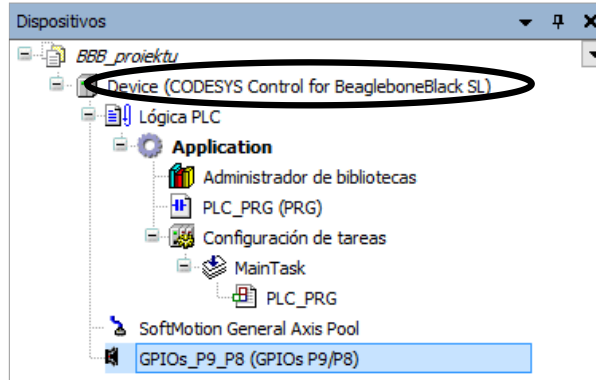 Dispositivos
BBB_proiektu
Device (CODESYS Control for BeagleboneBlack SL)
Lógica PLC
Application
Administrador de bibliotecas
PLC_PRG (PRG)
Configuración de tareas
MainTask
PLC_PRG
SoftMotion General Axis Pool
GPIOs_P9_P8 (GPIOs P9/P8)